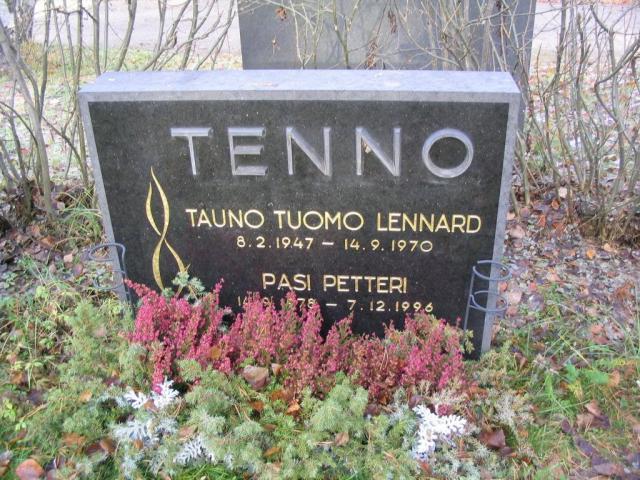 TENNO
TAUNO TUOMO LENNARD
8.2.1947 – 14.9.1970
PASI PETTERI
– 7.12.1996